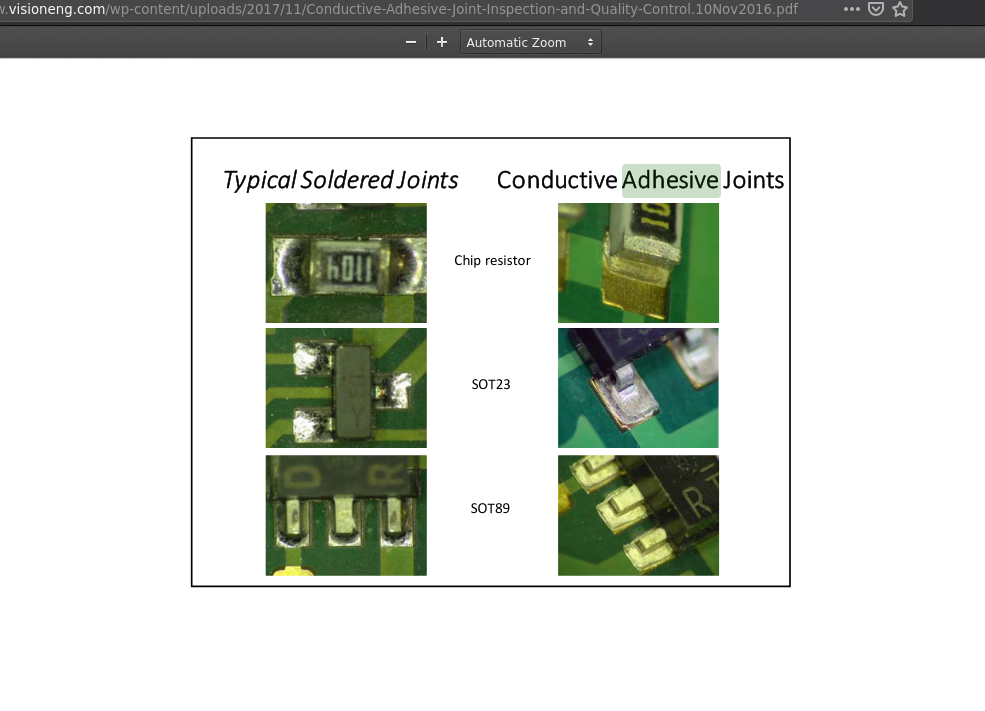 .visioneng.com/wp-content/uploads/2017/11/Conductive-Adhesive-Joint-Inspection-and-Quality-Control.10Nov2016.pdf
Automatic Zoom
Typical Soldered Joints Conductive Adhesive Joints
Chip resistor
SOT23
D R SOT89